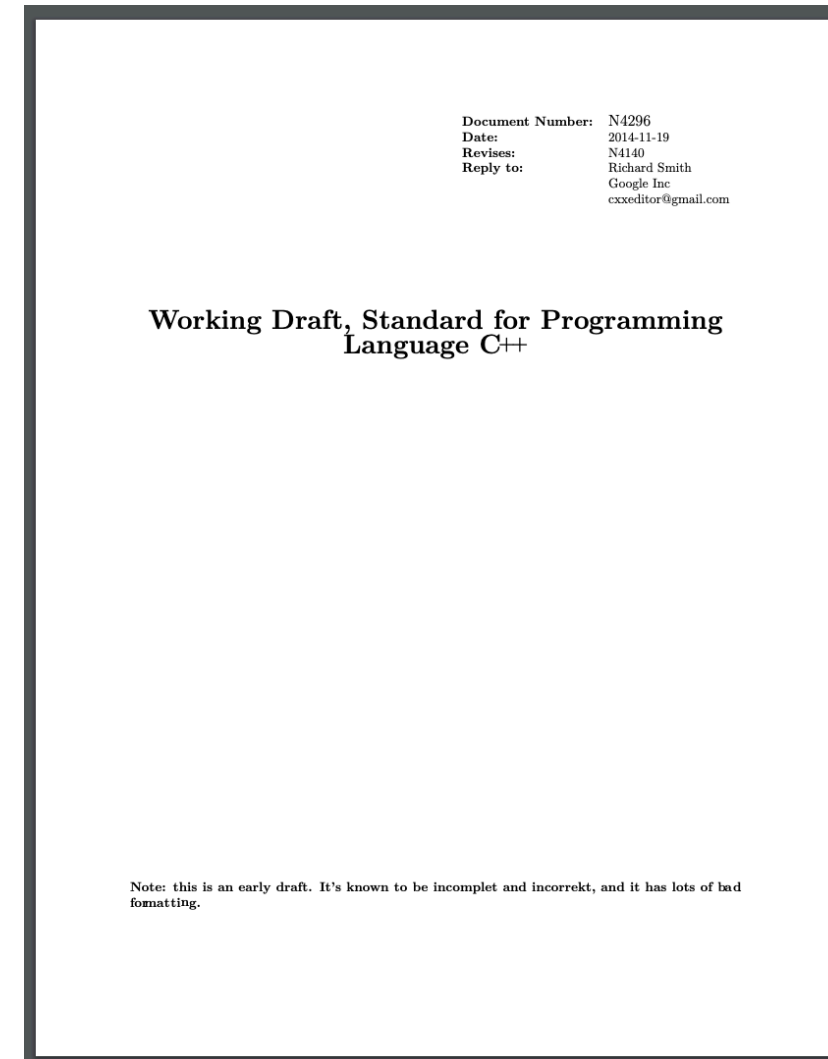 Document Number: N4296
Date: 2014-11-19
Revises: N4140
Reply to: Richard Smith
Google Inc
cxxeditor@gmail.com
Working Draft, Standard for Programming
Language C++
Note: this is an early draft. It's known to be incomplet and incorrekt, and it has lots of bad
formatting.